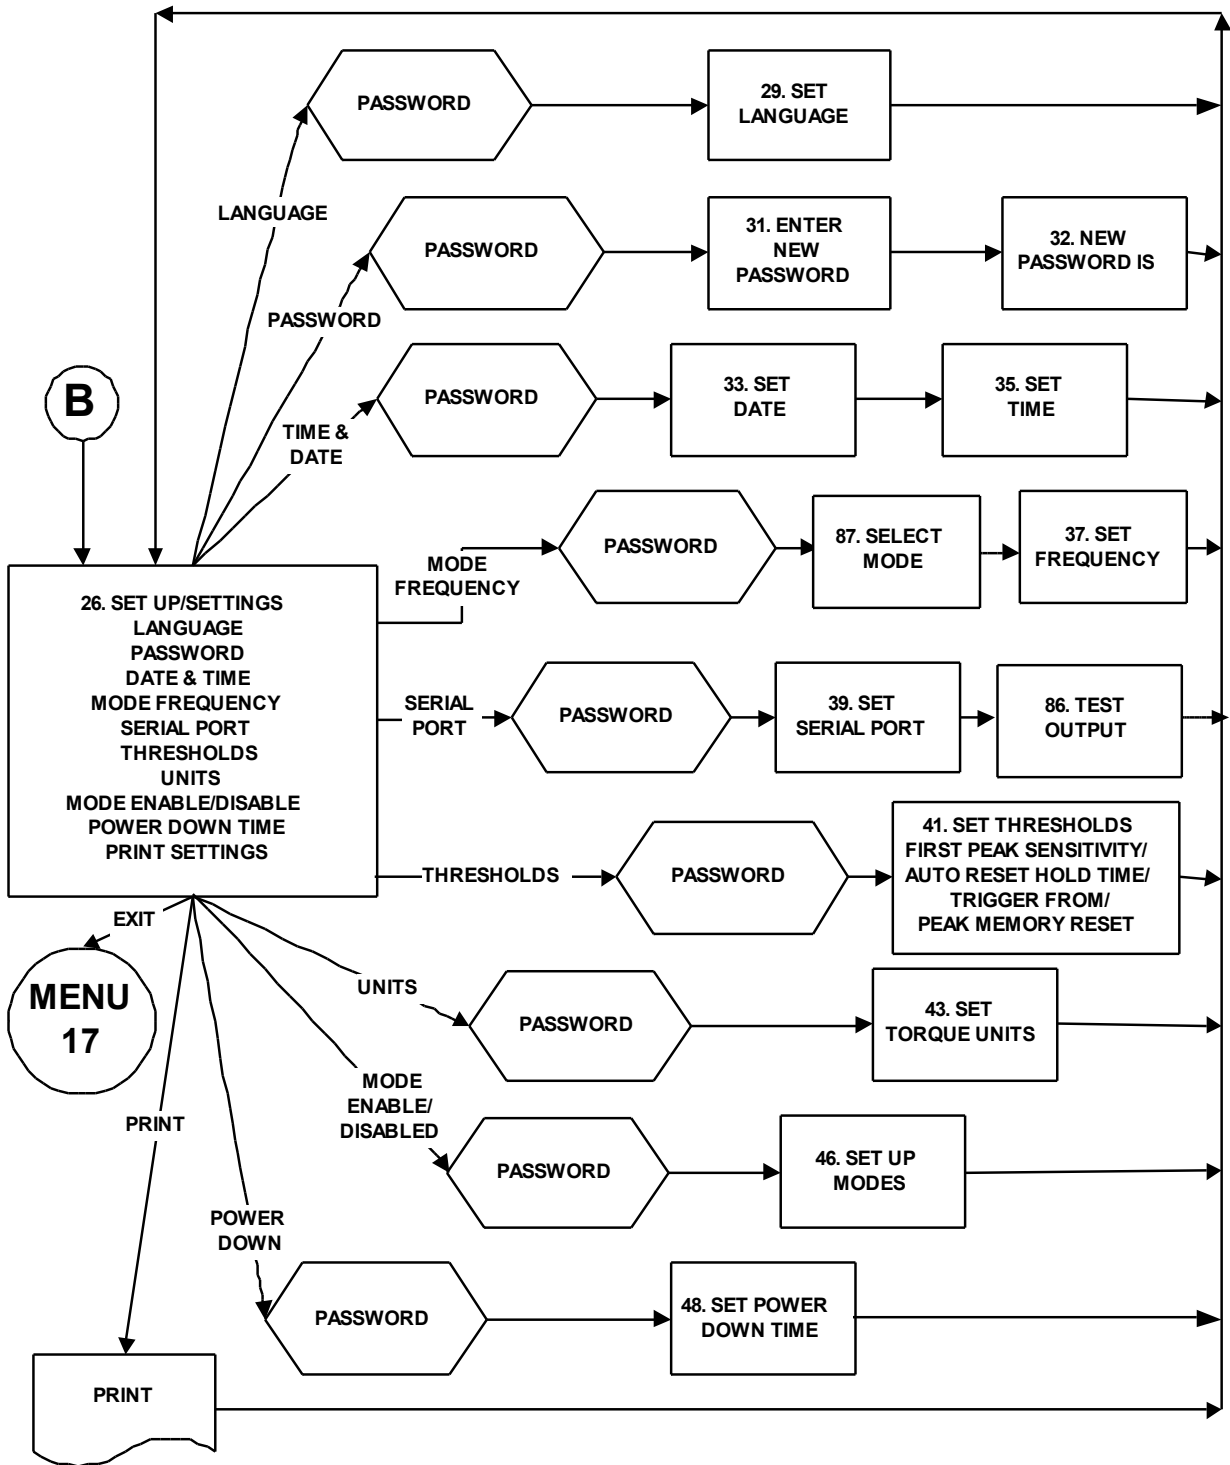 PASSWORD
29. SET
LANGUAGE
LANGUAGE
PASSWORD
31. ENTER
NEW
PASSWORD
32. NEW
PASSWORD IS
PASSWORD
B
PASSWORD
33. SET
DATE
35. SET
TIME
TIME &
DATE
MODE
FREQUENCY
PASSWORD
87. SELECT
MODE
37. SET
FREQUENCY
26. SET UP/SETTINGS
LANGUAGE
PASSWORD
DATE & TIME
MODE FREQUENCY
SERIAL PORT
THRESHOLDS
UNITS
MODE ENABLE/DISABLE
POWER DOWN TIME
PRINT SETTINGS
SERIAL
PORT
PASSWORD
39. SET
SERIAL PORT
86. TEST
OUTPUT
THRESHOLDS
PASSWORD
41. SET THRESHOLDS
FIRST PEAK SENSITIVITY/
AUTO RESET HOLD TIME/
TRIGGER FROM/
PEAK MEMORY RESET
EXIT
MENU
17
UNITS
PASSWORD
43. SET
TORQUE UNITS
MODE
ENABLE/
DISABLED
PASSWORD
46. SET UP
MODES
PRINT
POWER
DOWN
PASSWORD
48. SET POWER
DOWN TIME
PRINT